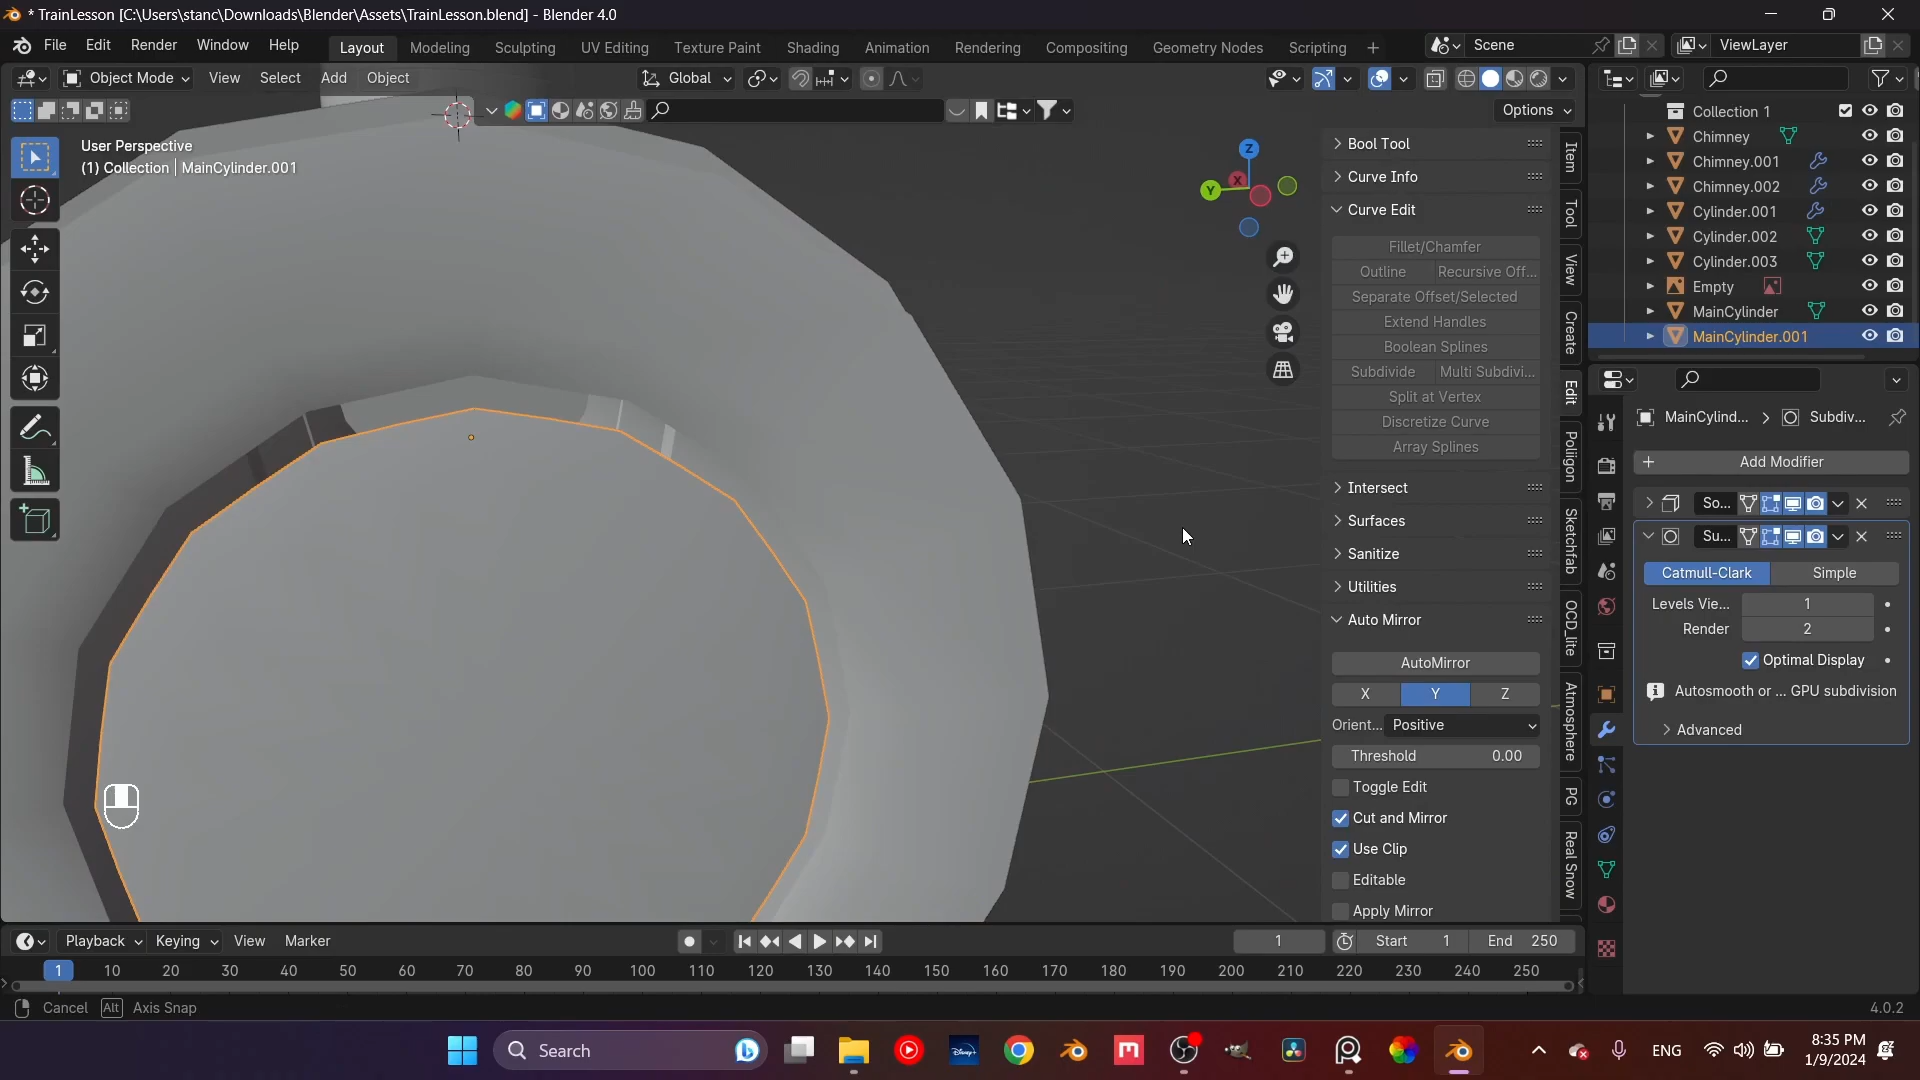 * TrainLesson [C:\Users\stanc\Downloads\Blender\Assets\TrainLesson.blend] - Blender 4.0
File Edit Render Window Help Layout Modeling Sculpting UV Editing Texture Paint Shading Animation Rendering Compositing Geometry Nodes Scripting + Scene ViewLayer
Object Mode View Select Add Object Global
Options
User Perspective
(1) Collection | MainCylinder.001
Z
Y
X
Bool Tool
Curve Info
Curve Edit
Fillet/Chamfer
Outline Recursive Off...
Separate Offset/Selected
Extend Handles
Boolean Splines
Subdivide Multi Subdivi...
Split at Vertex
Discretize Curve
Array Splines
Intersect
Surfaces
Sanitize
Utilities
Auto Mirror
AutoMirror
X Y Z
Orient... Positive
Threshold 0.00
Toggle Edit
Cut and Mirror
Use Clip
Editable
Apply Mirror
Item
Tool
View
Create
Edit
Poliigon
Sketchfab
OCD_lite
Atmosphere
PG
Real Snow
Collection 1
Chimney
Chimney.001
Chimney.002
Cylinder.001
Cylinder.002
Cylinder.003
Empty
MainCylinder
MainCylinder.001
MainCylind... > Subdiv...
+ Add Modifier
So...
Su...
Catmull-Clark Simple
Levels Vie... 1
Render 2
Optimal Display
Autosmooth or ... GPU subdivision
Advanced
Playback Keying View Marker 1 Start 1 End 250
1 10 20 30 40 50 60 70 80 90 100 110 120 130 140 150 160 170 180 190 200 210 220 230 240 250
Cancel Alt Axis Snap 4.0.2
Search Disney+ ENG 8:35 PM
1/9/2024